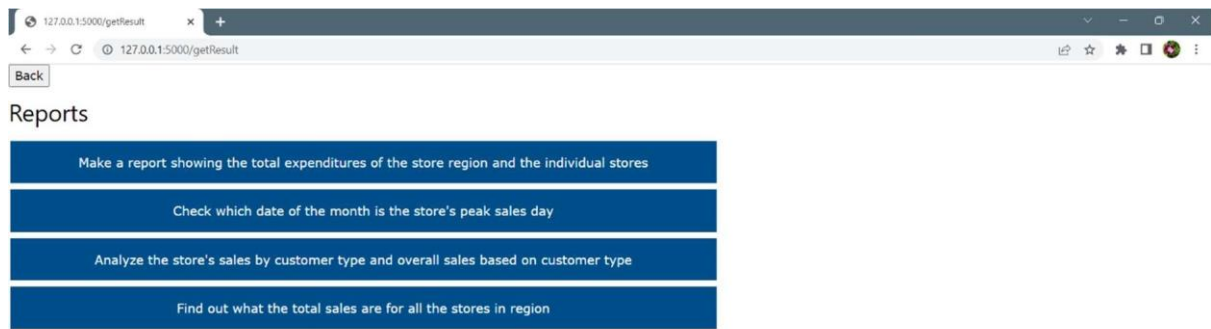 127.0.0.1:5000/getResult
127.0.0.1:5000/getResult
Back
Reports
Make a report showing the total expenditures of the store region and the individual stores
Check which date of the month is the store's peak sales day
Analyze the store's sales by customer type and overall sales based on customer type
Find out what the total sales are for all the stores in region